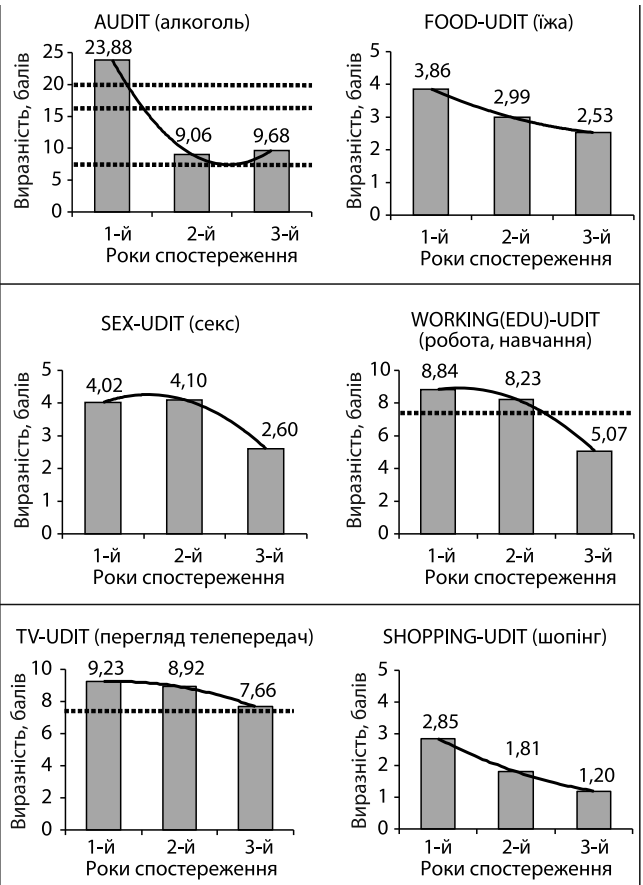 AUDIT (алкоголь)
23,88
25
20
15
10
5
0
9,06
9,68
Виразність, балів
1-й 2-й 3-й
Роки спостереження
FOOD-UDIT (їжа)
5
4
3
2
1
0
3,86
2,99
2,53
Виразність, балів
1-й 2-й 3-й
Роки спостереження
SEX-UDIT (секс)
5
4
3
2
1
0
4,02
4,10
2,60
Виразність, балів
1-й 2-й 3-й
Роки спостереження
WORKING(EDU)-UDIT
(робота, навчання)
10
8
6
4
2
0
8,84
8,23
5,07
Виразність, балів
1-й 2-й 3-й
Роки спостереження
TV-UDIT (перегляд телепередач)
10
8
6
4
2
0
9,23
8,92
7,66
Виразність, балів
1-й 2-й 3-й
Роки спостереження
SHOPPING-UDIT (шопінг)
5
4
3
2
1
0
2,85
1,81
1,20
Виразність, балів
1-й 2-й 3-й
Роки спостереження